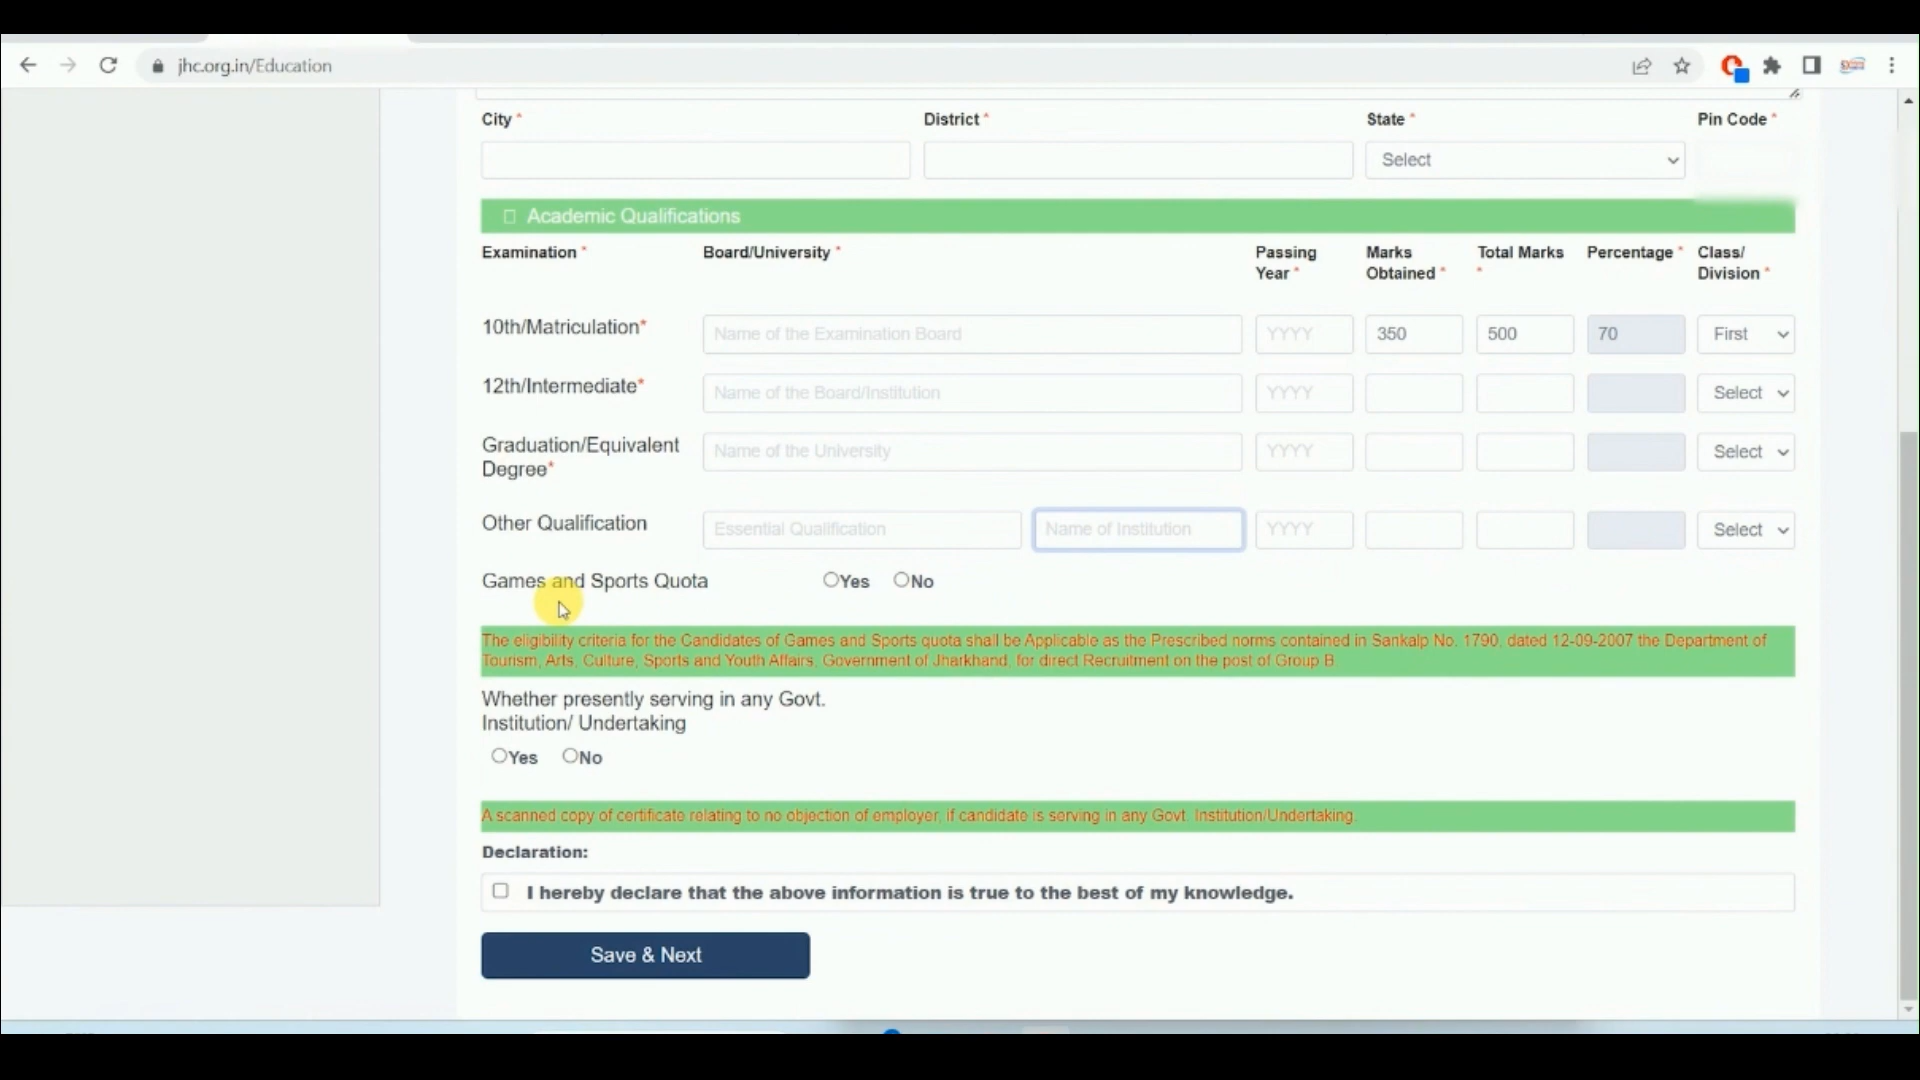 jhc.org.in/Education
City * District * State * Pin Code *
Select
Academic Qualifications
Examination * Board/University * Passing Year * Marks Obtained * Total Marks * Percentage * Class/ Division *
10th/Matriculation* Name of the Examination Board YYYY 350 500 70 First
12th/Intermediate* Name of the Board/Institution YYYY Select
Graduation/Equivalent Degree* Name of the University YYYY Select
Other Qualification Essential Qualification Name of Institution YYYY Select
Games and Sports Quota Yes No
The eligibility criteria for the Candidates of Games and Sports quota shall be Applicable as the Prescribed norms contained in Sankalp No. 1790, dated 12-09-2007 the Department of
Tourism, Arts, Culture, Sports and Youth Affairs, Government of Jharkhand, for direct Recruitment on the post of Group B
Whether presently serving in any Govt.
Institution/ Undertaking
Yes No
A scanned copy of certificate relating to no objection of employer, if candidate is serving in any Govt. Institution/Undertaking.
Declaration:
I hereby declare that the above information is true to the best of my knowledge.
Save & Next